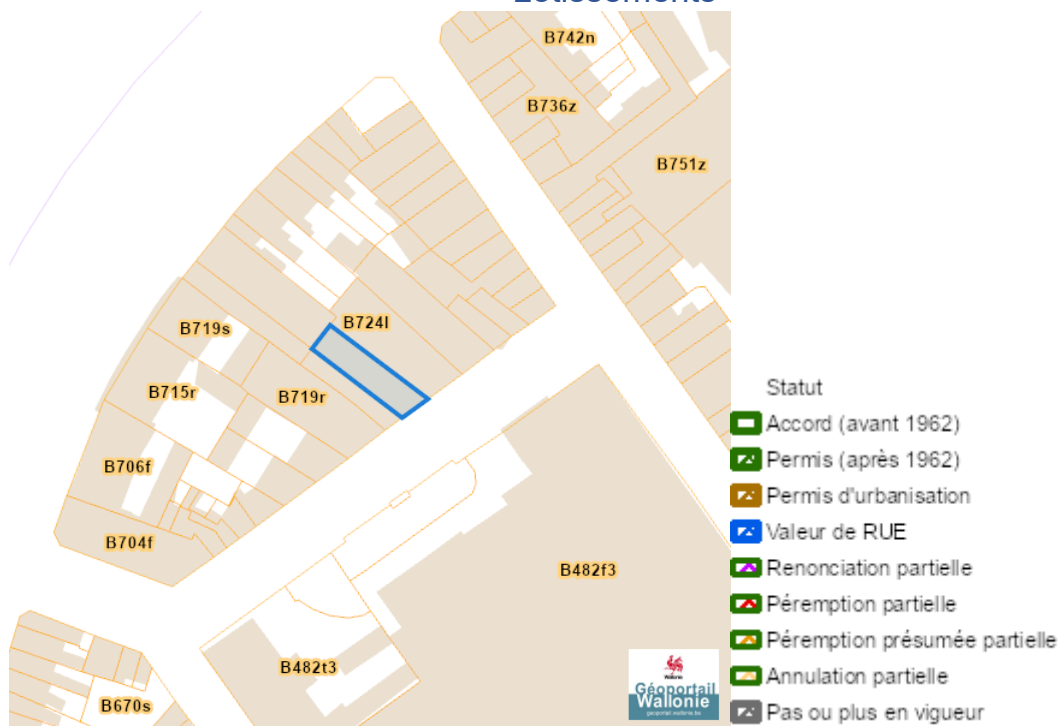 Lotissements
B742n
B736z
B751z
B724l
B719s
B715r
B719r
B706f
B704f
B482f3
B482t3
B670s
Wallonie
Géoportail
Wallonie
geoportail.wallonie.be
Statut
Accord (avant 1962)
Permis (après 1962)
Permis d'urbanisation
Valeur de RUE
Renonciation partielle
Péremption partielle
Péremption présumée partielle
Annulation partielle
Pas ou plus en vigueur